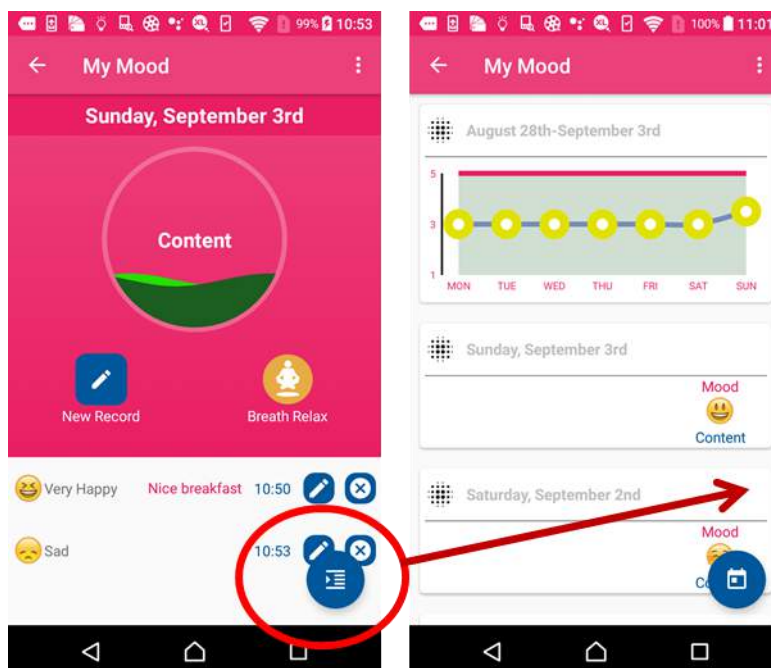 99% 10:53
My Mood
Sunday, September 3rd
Content
New Record
Breath Relax
Very Happy Nice breakfast 10:50
Sad 10:53
XL 100% 11:01
My Mood
August 28th-September 3rd
5
3
1
MON TUE WED THU FRI SAT SUN
Sunday, September 3rd
Mood
Content
Saturday, September 2nd
Mood